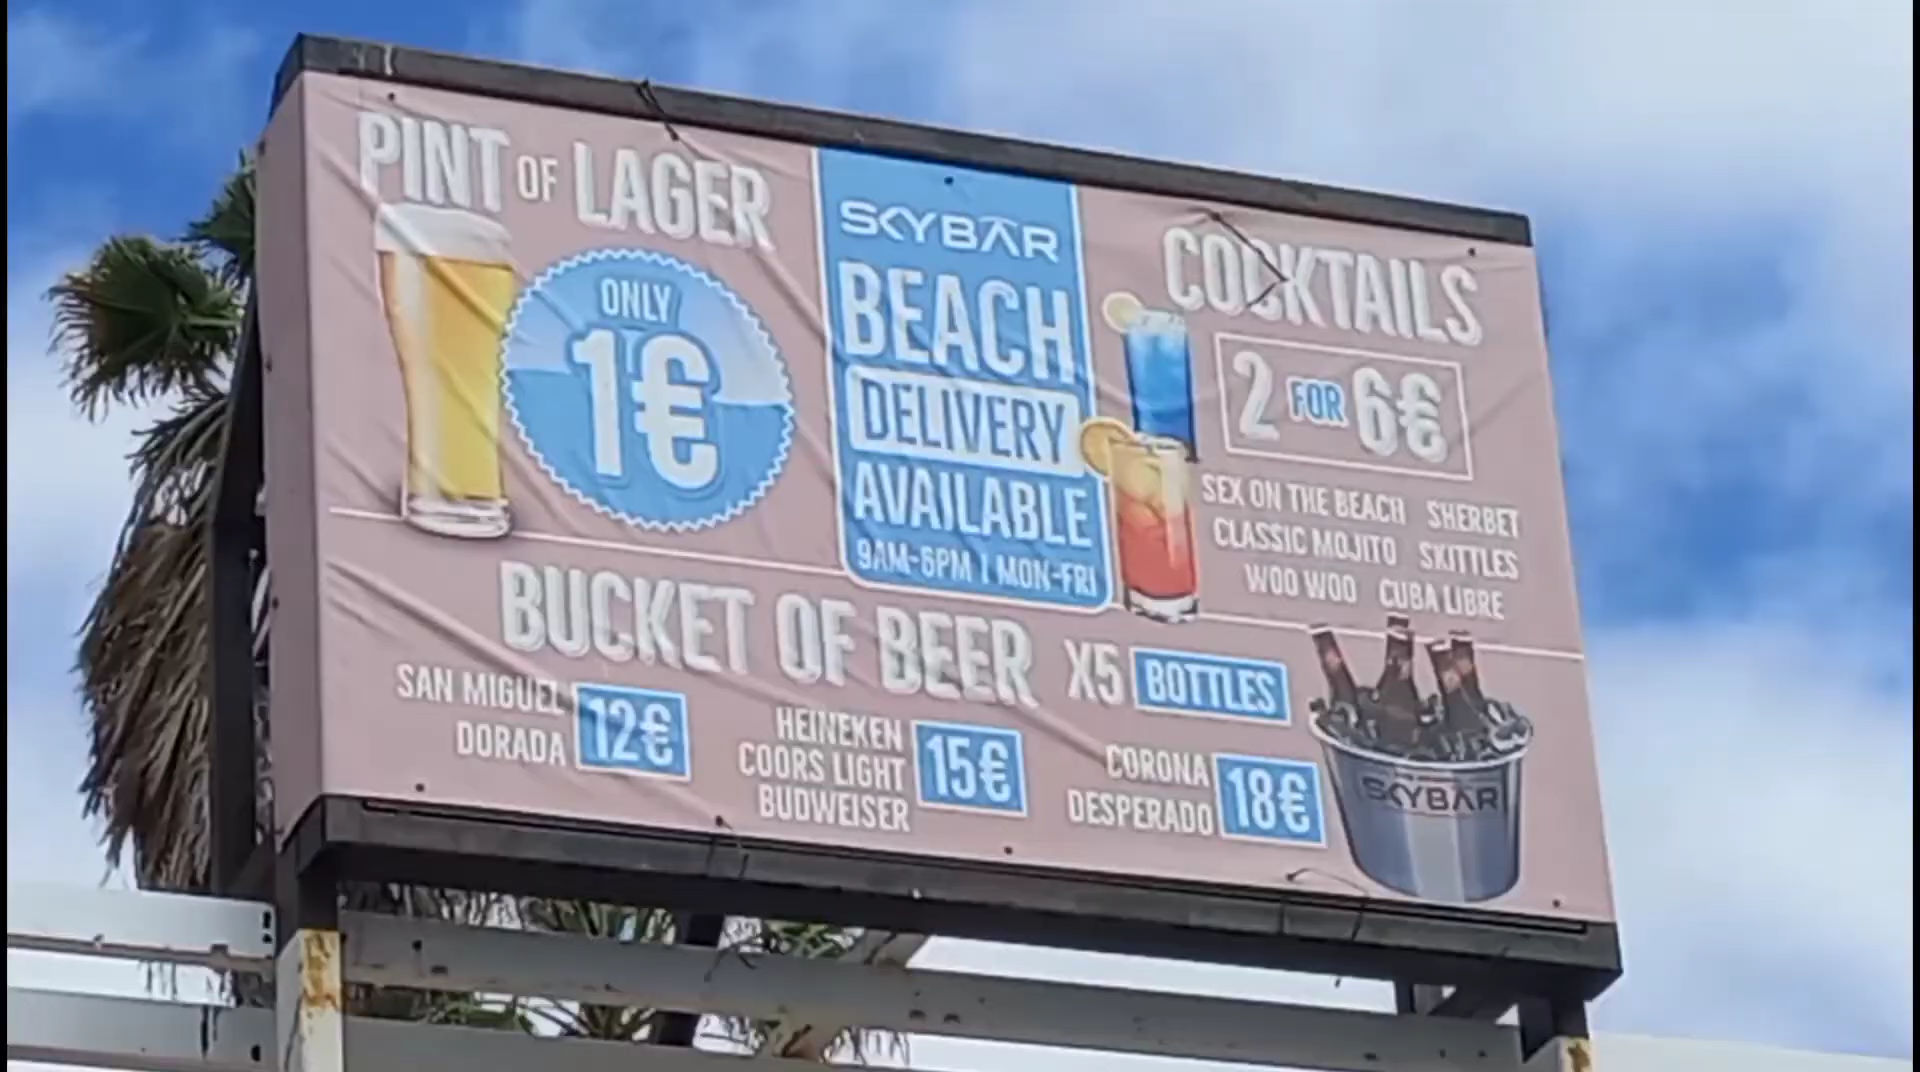 PINT OF LAGER
ONLY
1€
SKYBAR
BEACH
DELIVERY
AVAILABLE
9AM-6PM | MON-FRI
COCKTAILS
2 FOR 6€
SEX ON THE BEACH SHERBET
CLASSIC MOJITO SKITTLES
WOO WOO CUBA LIBRE
BUCKET OF BEER X5 BOTTLES
SAN MIGUEL
DORADA
12€
HEINEKEN
COORS LIGHT
BUDWEISER
15€
CORONA
DESPERADO
18€
SKYBAR